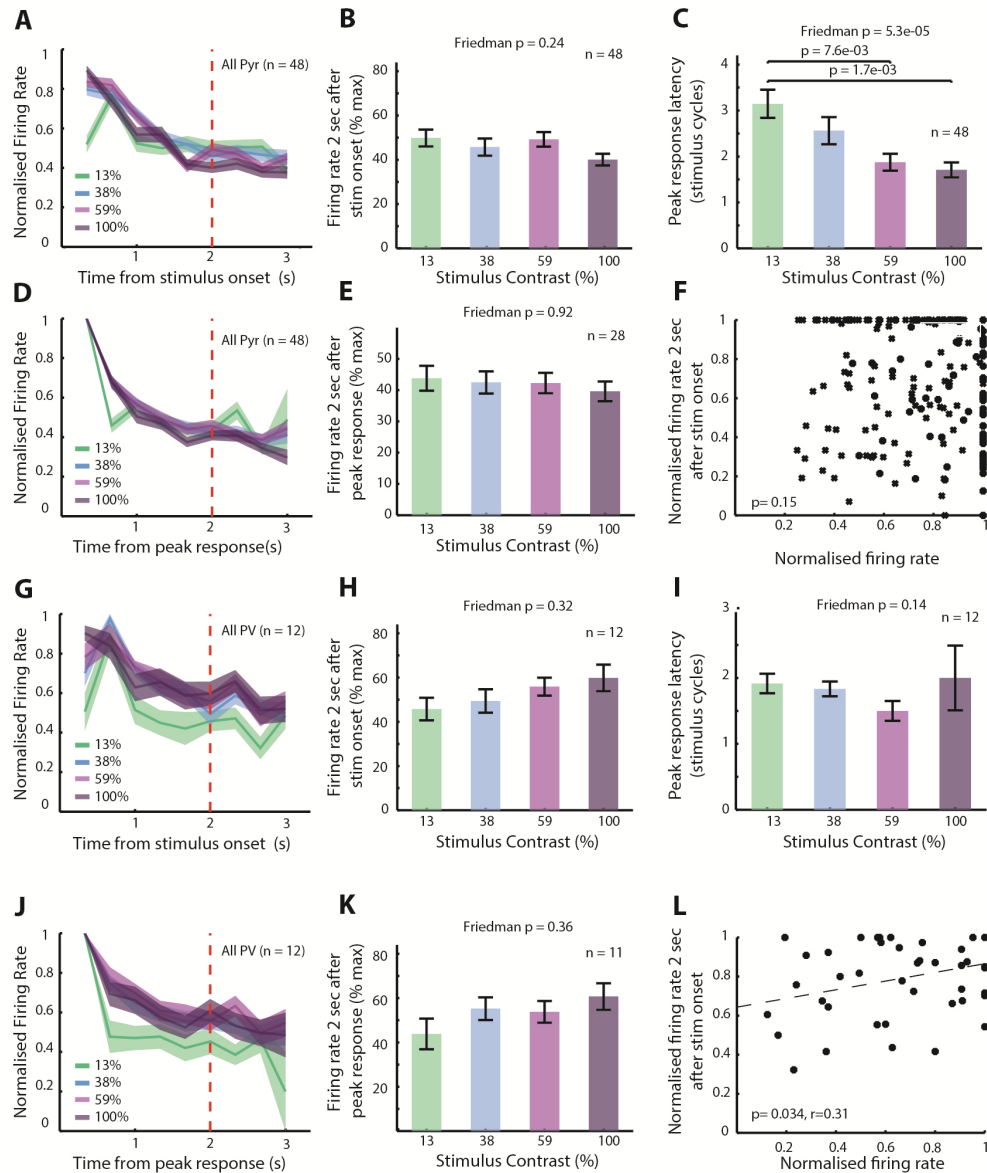 A
Normalised Firing Rate
1
0.8
0.6
0.4
0.2
0
All Pyr (n = 48)
13%
38%
59%
100%
1
2
3
Time from stimulus onset (s)
B
Friedman p = 0.24
n = 48
Firing rate 2 sec after
stim onset (% max)
80
60
40
20
0
13
38
59
100
Stimulus Contrast (%)
C
Friedman p = 5.3e-05
p = 7.6e-03
p = 1.7e-03
n = 48
Peak response latency
(stimulus cycles)
3
2
1
0
13
38
59
100
Stimulus Contrast (%)
D
Normalised Firing Rate
1
0.8
0.6
0.4
0.2
0
All Pyr (n = 48)
13%
38%
59%
100%
1
2
3
Time from peak response(s)
E
Friedman p = 0.92
n = 28
Firing rate 2 sec after
peak response (% max)
50
40
30
20
10
0
13
38
59
100
Stimulus Contrast (%)
F
Normalised firing rate 2 sec
after stim onset
1
0.8
0.6
0.4
0.2
0
p= 0.15
0.2
0.4
0.6
0.8
1
Normalised firing rate
G
Normalised Firing Rate
1
0.8
0.6
0.4
0.2
0
All PV (n = 12)
13%
38%
59%
100%
1
2
3
Time from stimulus onset (s)
H
Friedman p = 0.32
n = 12
Firing rate 2 sec after
stim onset (% max)
80
60
40
20
0
13
38
59
100
Stimulus Contrast (%)
I
Friedman p = 0.14
n = 12
Peak response latency
(stimulus cycles)
3
2
1
0
13
38
59
100
Stimulus Contrast (%)
J
Normalised Firing Rate
1
0.8
0.6
0.4
0.2
0
All PV (n = 12)
13%
38%
59%
100%
1
2
3
Time from peak response (s)
K
Friedman p = 0.36
n = 11
Firing rate 2 sec after
peak response (% max)
80
60
40
20
0
13
38
59
100
Stimulus Contrast (%)
L
Normalised firing rate 2 sec
after stim onset
1
0.8
0.6
0.4
0.2
0
p= 0.034, r=0.31
0.2
0.4
0.6
0.8
1
Normalised firing rate